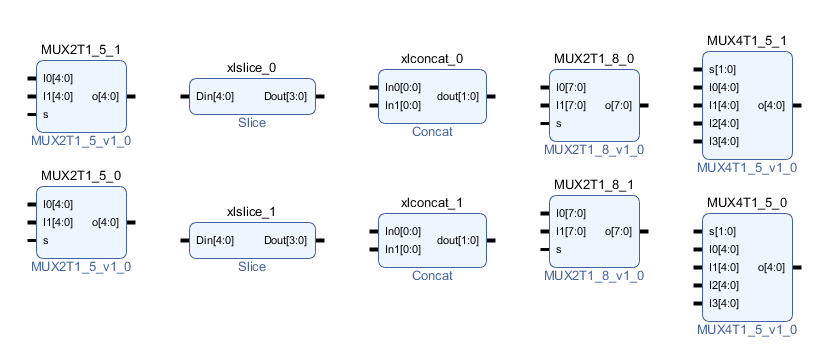 MUX2T1_5_1
I0[4:0]
I1[4:0] o[4:0]
s
MUX2T1_5_v1_0
xlslice_0
Din[4:0] Dout[3:0]
Slice
xlconcat_0
In0[0:0]
In1[0:0] dout[1:0]
Concat
MUX2T1_8_0
I0[7:0]
I1[7:0] o[7:0]
s
MUX2T1_8_v1_0
MUX4T1_5_1
s[1:0]
I0[4:0]
I1[4:0] o[4:0]
I2[4:0]
I3[4:0]
MUX4T1_5_v1_0
MUX2T1_5_0
I0[4:0]
I1[4:0] o[4:0]
s
MUX2T1_5_v1_0
xlslice_1
Din[4:0] Dout[3:0]
Slice
xlconcat_1
In0[0:0]
In1[0:0] dout[1:0]
Concat
MUX2T1_8_1
I0[7:0]
I1[7:0] o[7:0]
s
MUX2T1_8_v1_0
MUX4T1_5_0
s[1:0]
I0[4:0]
I1[4:0] o[4:0]
I2[4:0]
I3[4:0]
MUX4T1_5_v1_0